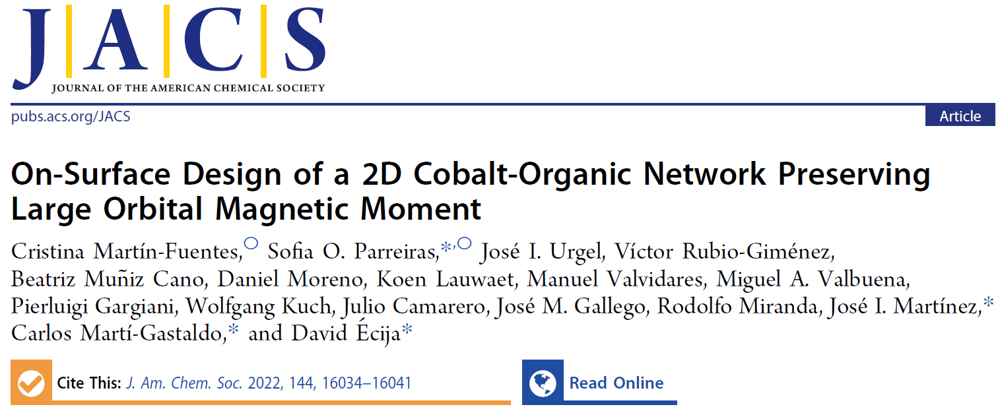 J|A|C|S
JOURNAL OF THE AMERICAN CHEMICAL SOCIETY
pubs.acs.org/JACS
Article
On-Surface Design of a 2D Cobalt-Organic Network Preserving
Large Orbital Magnetic Moment
Cristina Martín-Fuentes,○ Sofia O. Parreiras,*,○ José I. Urgel, Víctor Rubio-Giménez,
Beatriz Muñiz Cano, Daniel Moreno, Koen Lauwaet, Manuel Valvidares, Miguel A. Valbuena,
Pierluigi Gargiani, Wolfgang Kuch, Julio Camarero, José M. Gallego, Rodolfo Miranda, José I. Martínez,*
Carlos Martí-Gastaldo,* and David Écija*
Cite This: J. Am. Chem. Soc. 2022, 144, 16034−16041
Read Online